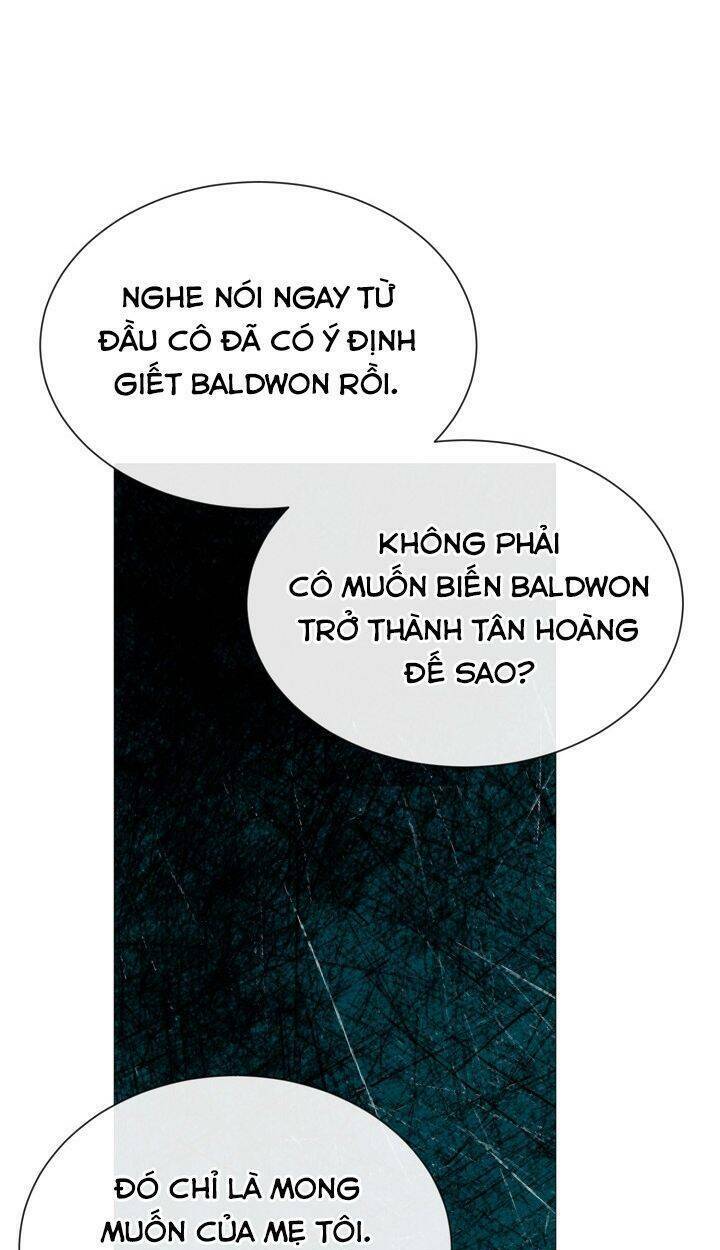 NGHE NÓI NGAY TỪ
ĐẦU CÔ ĐÃ CÓ Ý ĐỊNH
GIẾT BALDWON RỒI.
KHÔNG PHẢI
CÔ MUỐN BIẾN BALDWON
TRỞ THÀNH TÂN HOÀNG
ĐẾ SAO?
ĐÓ CHỈ LÀ MONG
MUỐN CỦA MẸ TÔI.